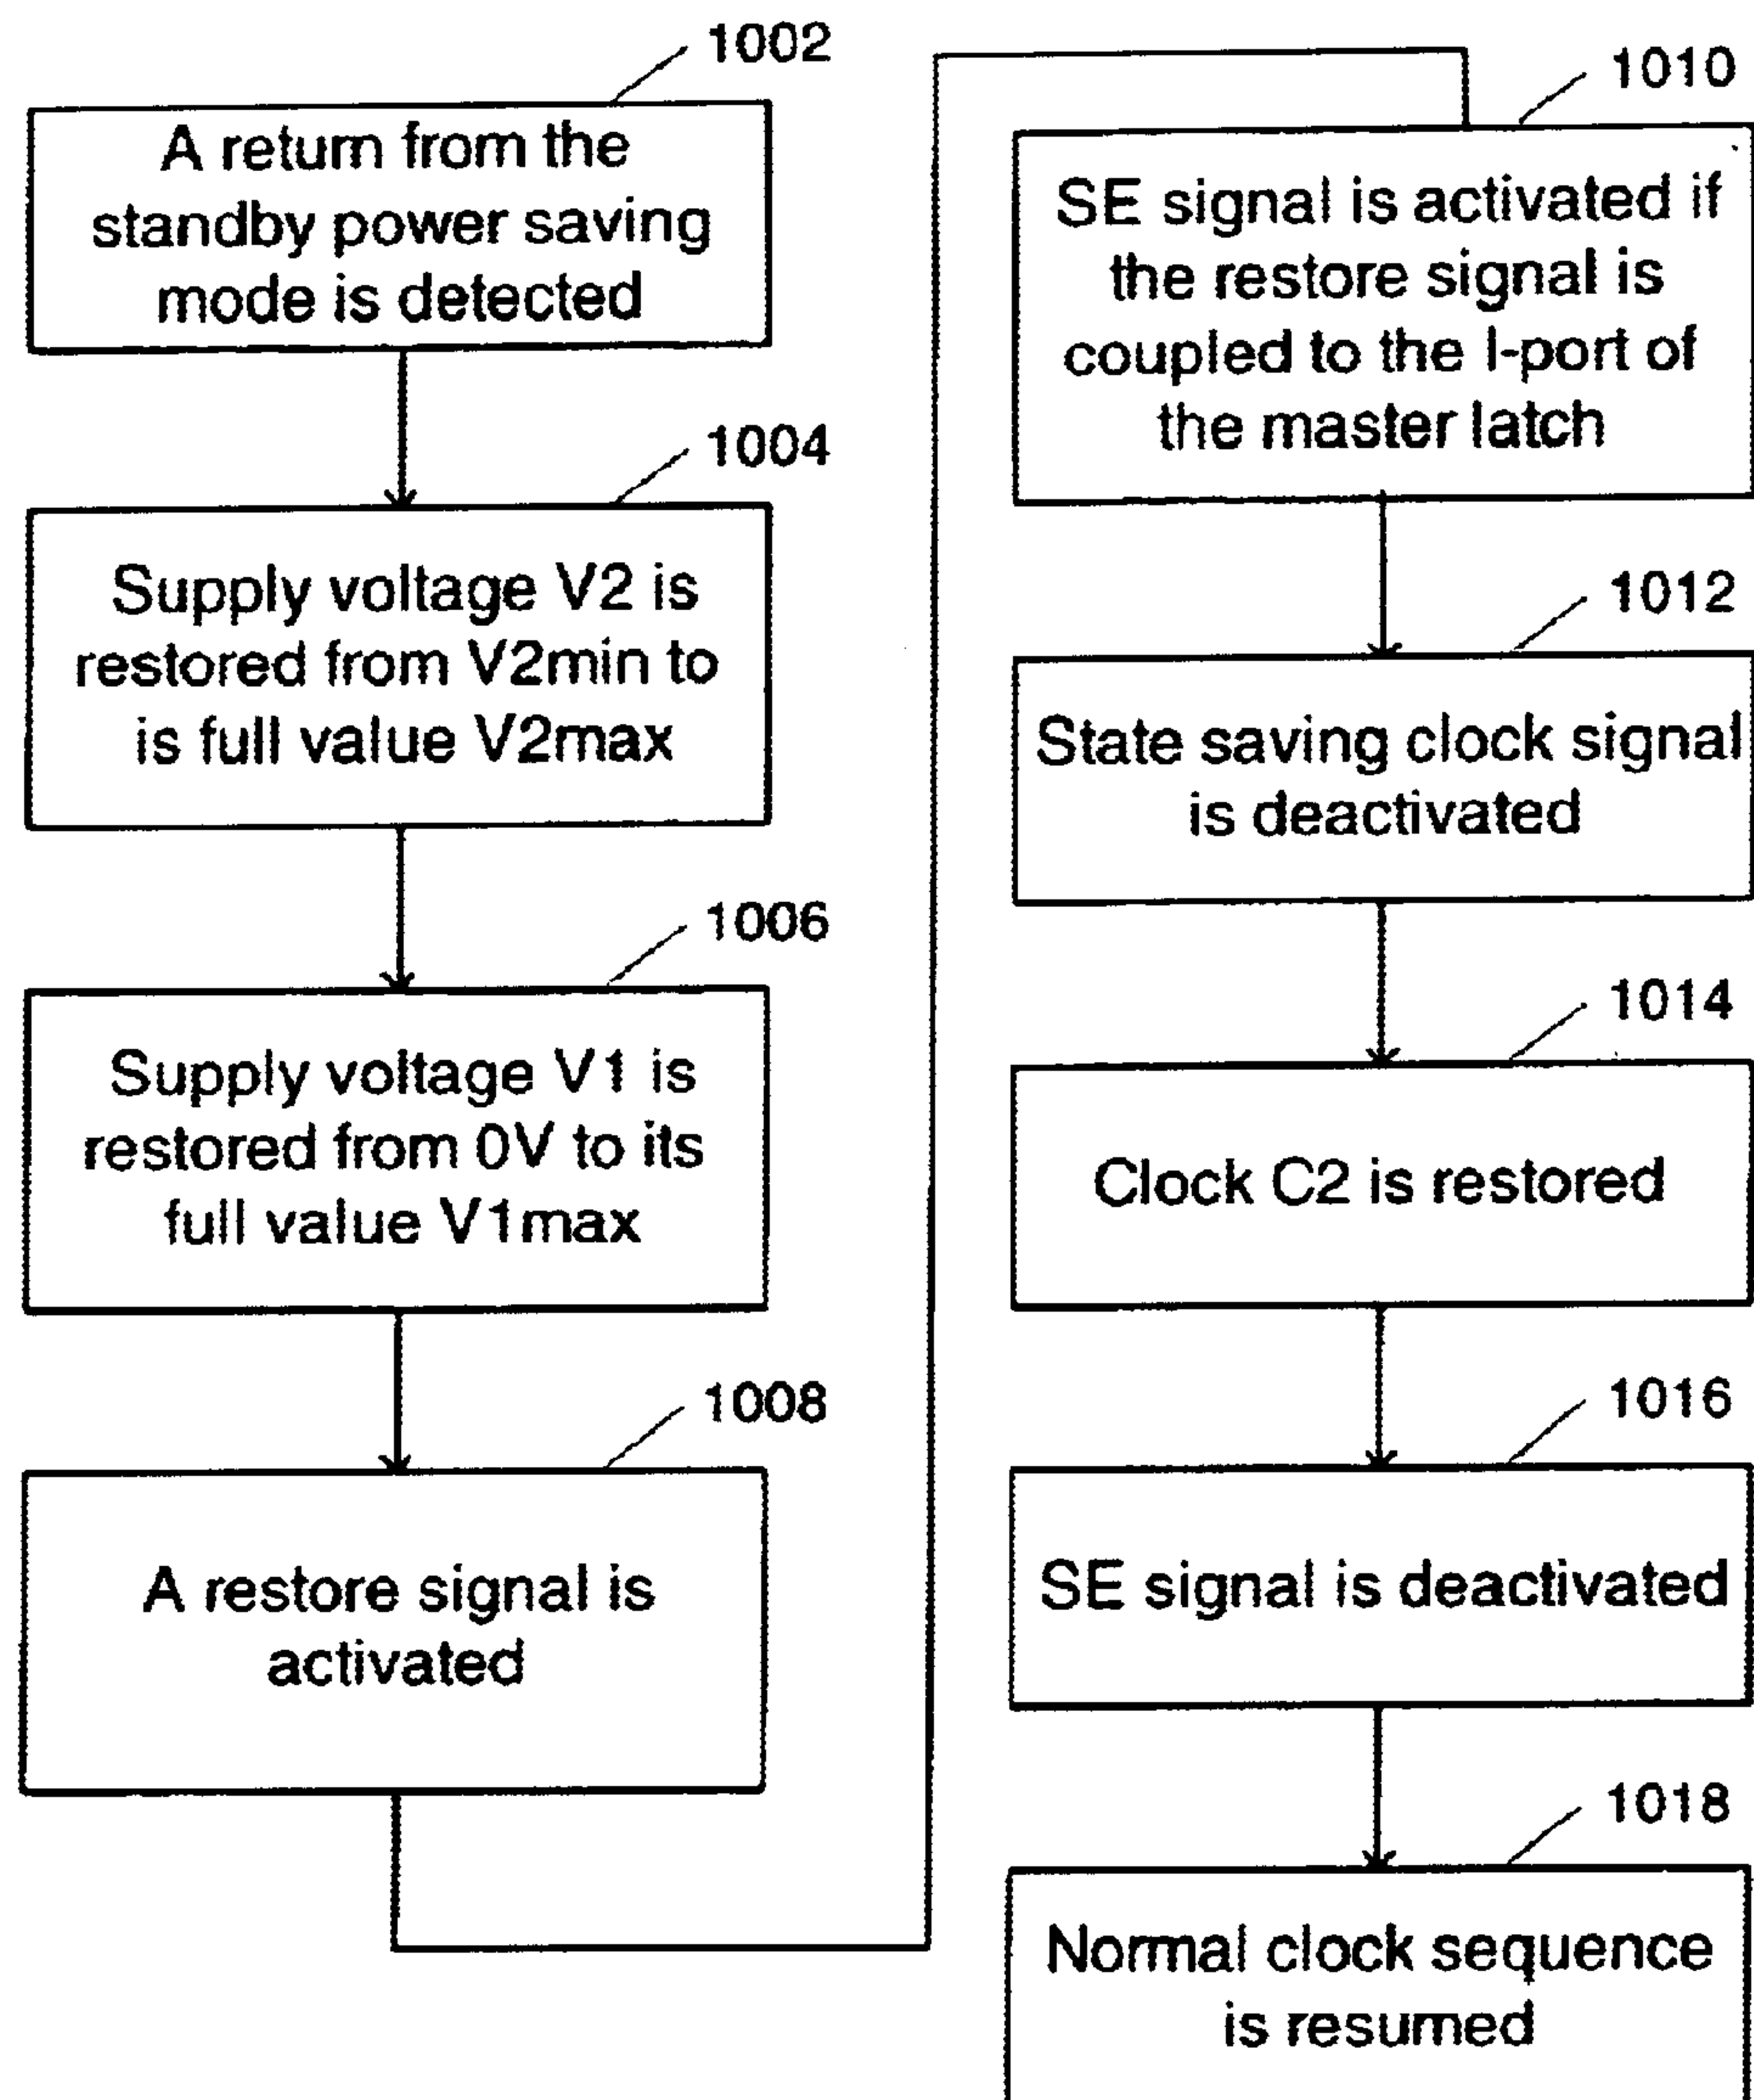 1002
A return from the
standby power saving
mode is detected
1004
Supply voltage V2 is
restored from V2min to
is full value V2max
1006
Supply voltage V1 is
restored from 0V to its
full value V1max
1008
A restore signal is
activated
1010
SE signal is activated if
the restore signal is
coupled to the I-port of
the master latch
1012
State saving clock signal
is deactivated
1014
Clock C2 is restored
1016
SE signal is deactivated
1018
Normal clock sequence
is resumed